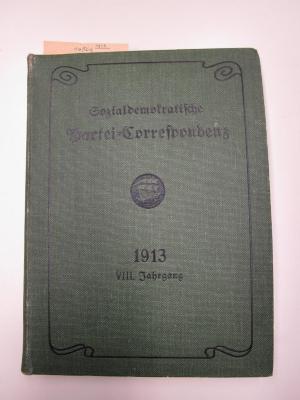 Sozialdemokratische
Partei-Correspondenz
1913
VIII. Jahrgang